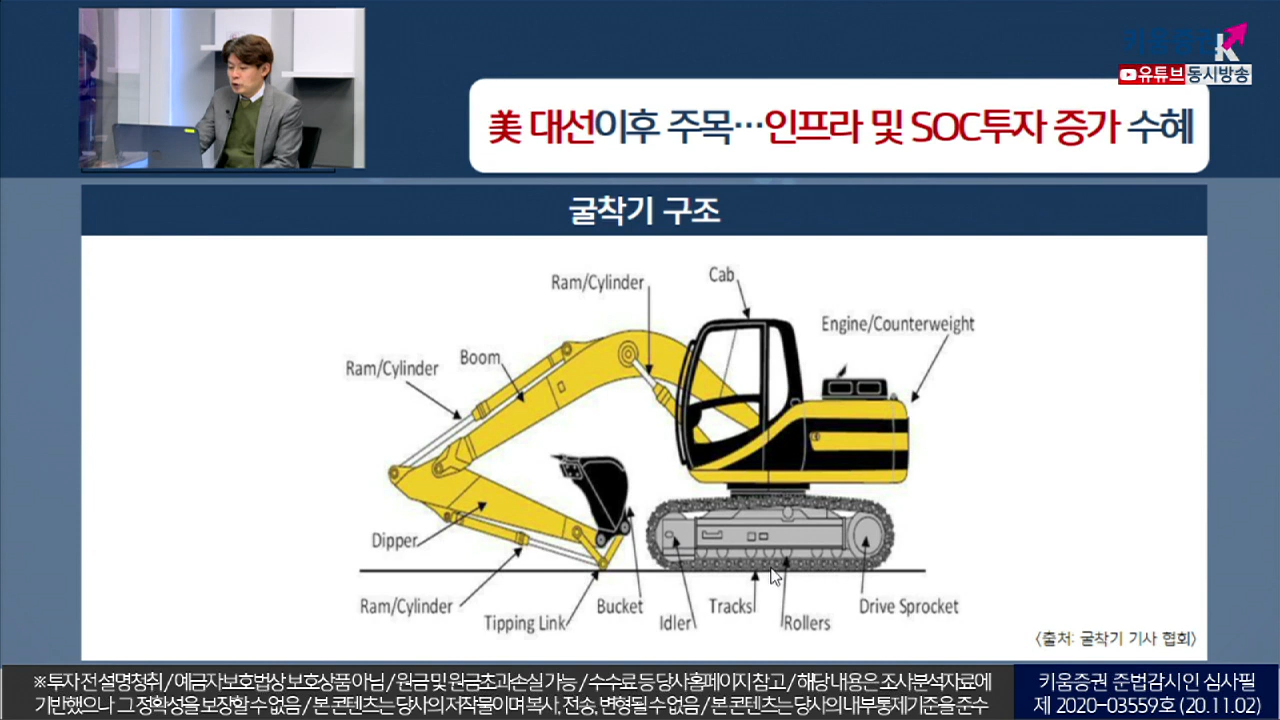 키움증권
유튜브 동시방송
美 대선이후 주목…인프라 및 SOC투자 증가 수혜
굴착기 구조
Cab
Ram/Cylinder
Engine/Counterweight
Boom
Ram/Cylinder
Dipper
Ram/Cylinder
Bucket
Tracks
Drive Sprocket
Tipping Link
Idler
Rollers
<출처: 굴착기 기사 협회>
※ 투자 전 설명청취 / 예금자보호법상 보호상품 아님 / 원금 및 원금초과손실 가능 / 수수료 등 당사홈페이지 참고 / 해당 내용은 조사분석자료에
기반했으나 그 정확성을 보장할 수 없음 / 본 콘텐츠는 당사의 저작물이며 복사, 전송, 변형될 수 없음 / 본 콘텐츠는 당사의 내부통제기준을 준수
키움증권 준법감시인 심사필
제 2020-03559호 (20.11.02)